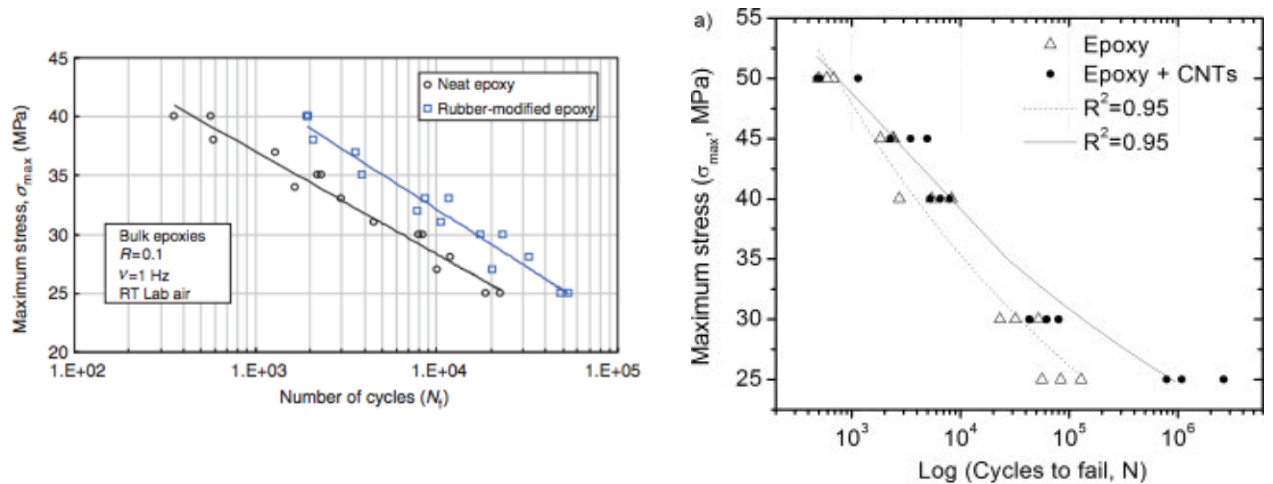 45
40
35
30
25
20
Maximum stress, σmax (MPa)
Neat epoxy
Rubber-modified epoxy
Bulk epoxies
R=0.1
ν=1 Hz
RT Lab air
1.E+02
1.E+03
1.E+04
1.E+05
Number of cycles (Nf)
a)
55
50
45
40
35
30
25
Maximum stress (σmax, MPa)
Epoxy
Epoxy + CNTs
R²=0.95
R²=0.95
10³
10⁴
10⁵
10⁶
Log (Cycles to fail, N)